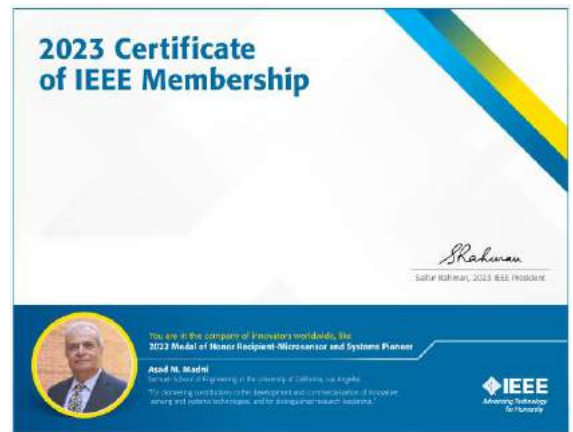 2023 Certificate
of IEEE Membership
SRahman
Saifur Rahman, 2023 IEEE President
You are in the company of innovators worldwide, like
2022 Medal of Honor Recipient-Microsensor and Systems Pioneer
Asad M. Madni
Samueli School of Engineering at the University of California, Los Angeles
"For pioneering contributions to the development and commercialization of innovative
sensing and systems technologies, and for distinguished research leadership."
IEEE
Advancing Technology
for Humanity